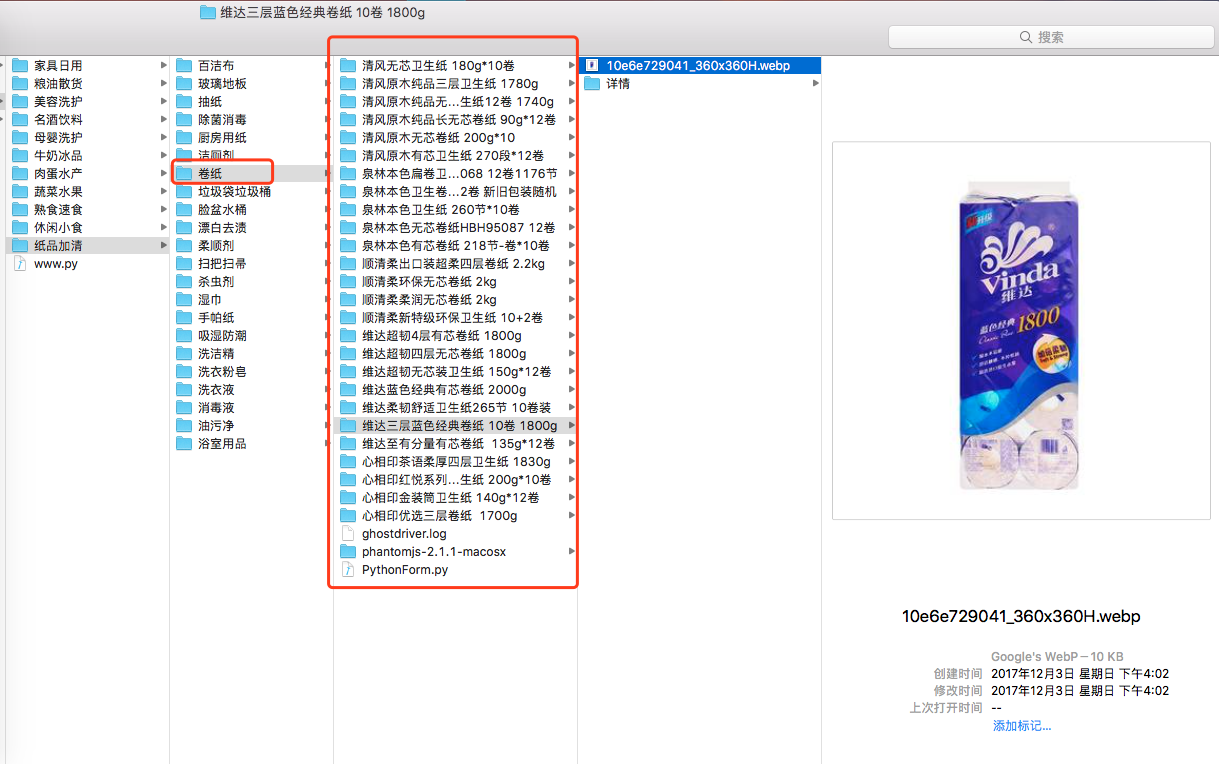 维达三层蓝色经典卷纸 10卷 1800g
搜索
家具日用
粮油散货
美容洗护
名酒饮料
母婴洗护
牛奶冰品
肉蛋水产
蔬菜水果
熟食速食
休闲小食
纸品加清
www.py
百洁布
玻璃地板
抽纸
除菌消毒
厨房用纸
洁厕剂
卷纸
垃圾袋垃圾桶
脸盆水桶
漂白去渍
柔顺剂
扫把扫帚
杀虫剂
湿巾
手帕纸
吸湿防潮
洗洁精
洗衣粉皂
洗衣液
消毒液
油污净
浴室用品
清风无芯卫生纸 180g*10卷
清风原木纯品三层卫生纸 1780g
清风原木纯品无...生纸12卷 1740g
清风原木纯品长无芯卷纸 90g*12卷
清风原木无芯卷纸 200g*10
清风原木有芯卫生纸 270段*12卷
泉林本色扁卷卫...068 12卷1176节
泉林本色卫生卷...2卷 新旧包装随机
泉林本色卫生纸 260节*10卷
泉林本色无芯卷纸HBH95087 12卷
泉林本色有芯卷纸 218节-卷*10卷
顺清柔出口装超柔四层卷纸 2.2kg
顺清柔环保无芯卷纸 2kg
顺清柔柔润无芯卷纸 2kg
顺清柔新特级环保卫生纸 10+2卷
维达超韧4层有芯卷纸 1800g
维达超韧四层无芯卷纸 1800g
维达超韧无芯装卫生纸 150g*12卷
维达蓝色经典有芯卷纸 2000g
维达柔韧舒适卫生纸265节 10卷装
维达三层蓝色经典卷纸 10卷 1800g
维达至有分量有芯卷纸 135g*12卷
心相印茶语柔厚四层卫生纸 1830g
心相印红悦系列...生纸 200g*10卷
心相印金装筒卫生纸 140g*12卷
心相印优选三层卷纸 1700g
ghostdriver.log
phantomjs-2.1.1-macosx
PythonForm.py
10e6e729041_360x360H.webp
详情
Vinda
维达
蓝色经典 1800
Classic Blue
10e6e729041_360x360H.webp
Google's WebP－10 KB
创建时间 2017年12月3日 星期日 下午4:02
修改时间 2017年12月3日 星期日 下午4:02
上次打开时间 --
添加标记...